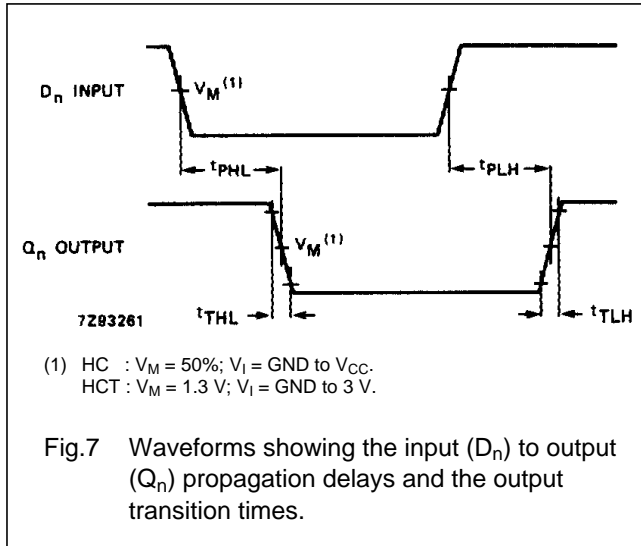 Dn INPUT
VM(1)
tPHL
tPLH
Qn OUTPUT
VM(1)
7Z93261
tTHL
tTLH
(1) HC : VM = 50%; VI = GND to VCC.
HCT : VM = 1.3 V; VI = GND to 3 V.
Fig.7 Waveforms showing the input (Dn) to output
(Qn) propagation delays and the output
transition times.